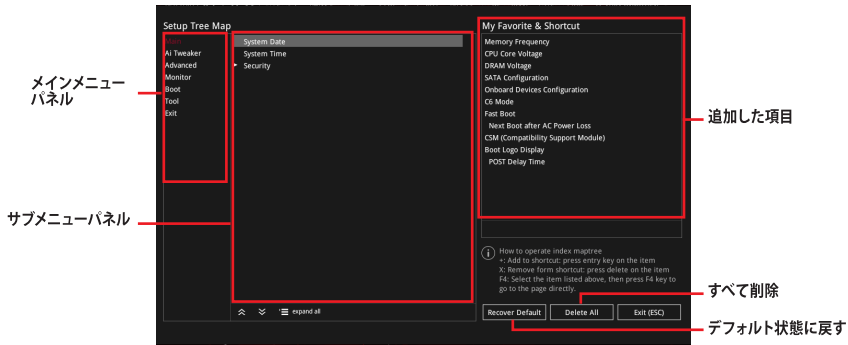 Setup Tree Map
My Favorite & Shortcut
Main
Ai Tweaker
Advanced
Monitor
Boot
Tool
Exit
System Date
System Time
Security
Memory Frequency
CPU Core Voltage
DRAM Voltage
SATA Configuration
Onboard Devices Configuration
C6 Mode
Fast Boot
Next Boot after AC Power Loss
CSM (Compatibility Support Module)
Boot Logo Display
POST Delay Time
メインメニュー
パネル
追加した項目
サブメニューパネル
How to operate index maptree
+: Add to shortcut: press entry key on the item
X: Remove form shortcut: press delete on the item
F4: Select the item listed above, then press F4 key to
go to the page directly.
すべて削除
expand all
Recover Default
Delete All
Exit (ESC)
デフォルト状態に戻す